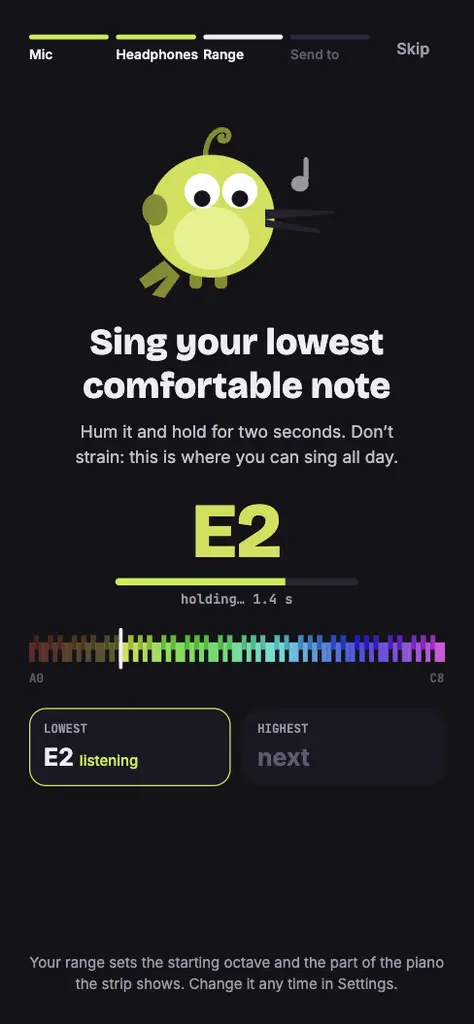 Mic Headphones Range Send to Skip
Sing your lowest
comfortable note
Hum it and hold for two seconds. Don’t
strain: this is where you can sing all day.
E2
holding… 1.4 s
A0 C8
LOWEST HIGHEST
E2 listening next
Your range sets the starting octave and the part of the piano
the strip shows. Change it any time in Settings.